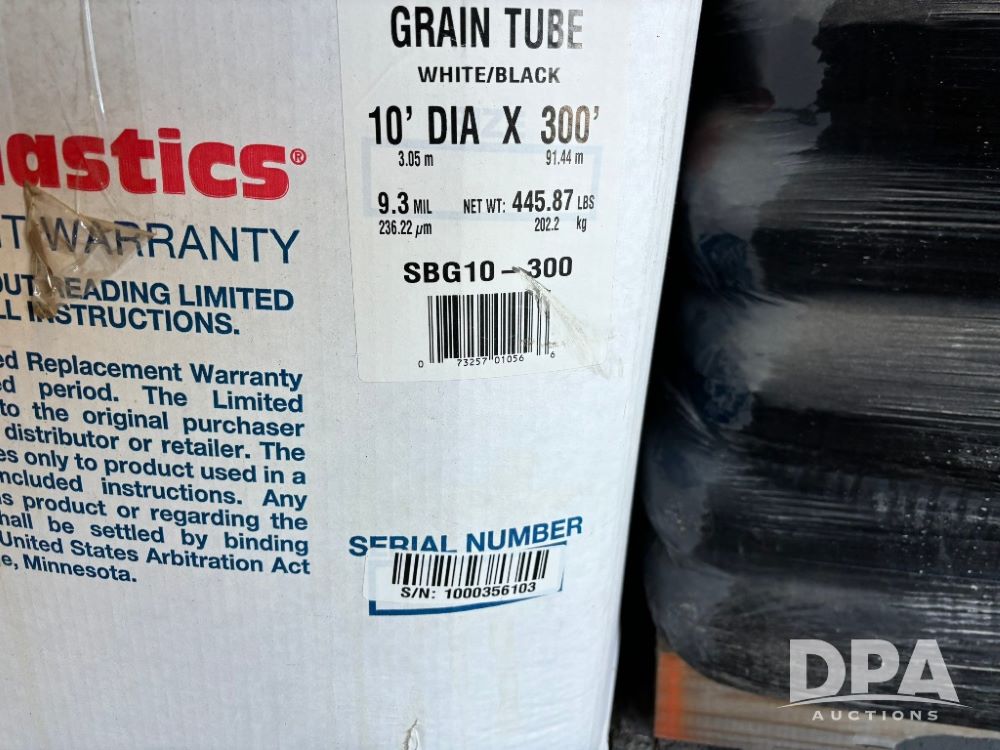 GRAIN TUBE
WHITE/BLACK
10' DIA X 300'
3.05 m 91.44 m
9.3 MIL NET WT: 445.87 LBS
236.22 µm 202.2 kg
SBG10-300
0 73257 01056 6
astics®
T WARRANTY
OUT READING LIMITED
LL INSTRUCTIONS.
ed Replacement Warranty
ed period. The Limited
to the original purchaser
distributor or retailer. The
es only to product used in a
included instructions. Any
s product or regarding the
hall be settled by binding
United States Arbitration Act
e, Minnesota.
SERIAL NUMBER
S/N: 1000356103
DPA
AUCTIONS